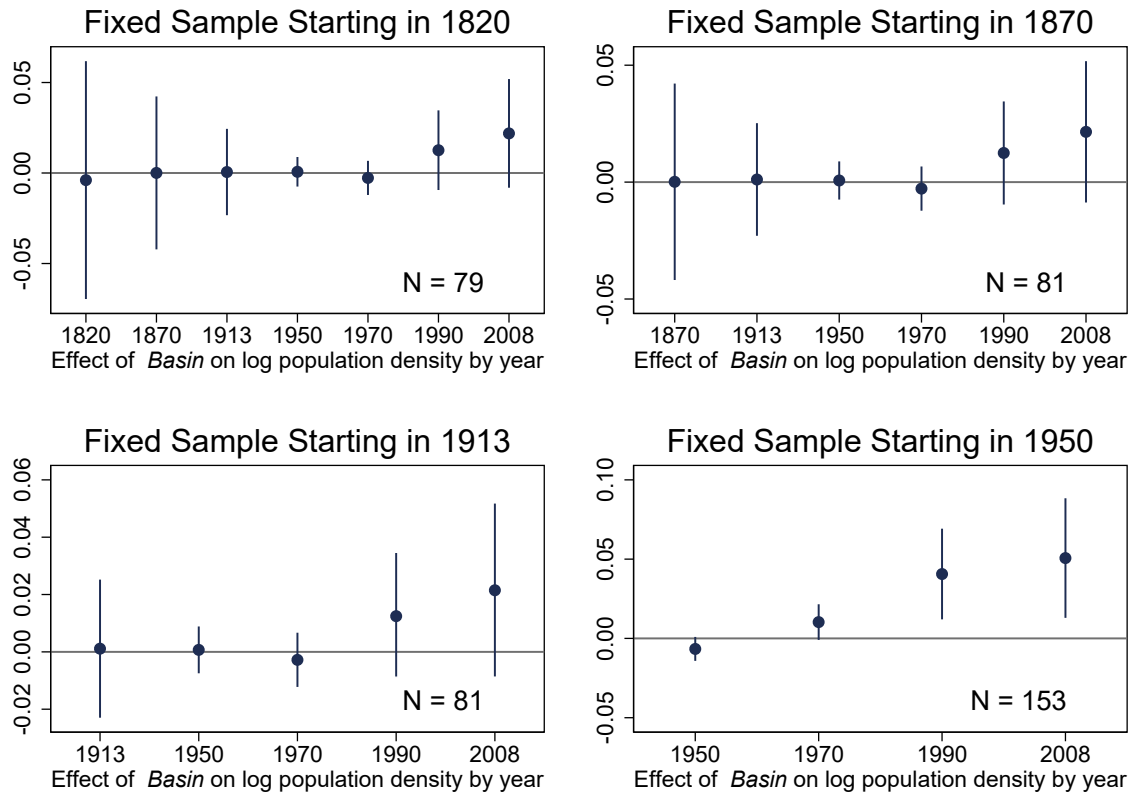 Fixed Sample Starting in 1820
0.05
0.00
-0.05
N = 79
1820 1870 1913 1950 1970 1990 2008
Effect of Basin on log population density by year
Fixed Sample Starting in 1870
0.05
0.00
-0.05
N = 81
1870 1913 1950 1970 1990 2008
Effect of Basin on log population density by year
Fixed Sample Starting in 1913
0.06
0.04
0.02
0.00
-0.02
N = 81
1913 1950 1970 1990 2008
Effect of Basin on log population density by year
Fixed Sample Starting in 1950
0.10
0.05
0.00
-0.05
N = 153
1950 1970 1990 2008
Effect of Basin on log population density by year